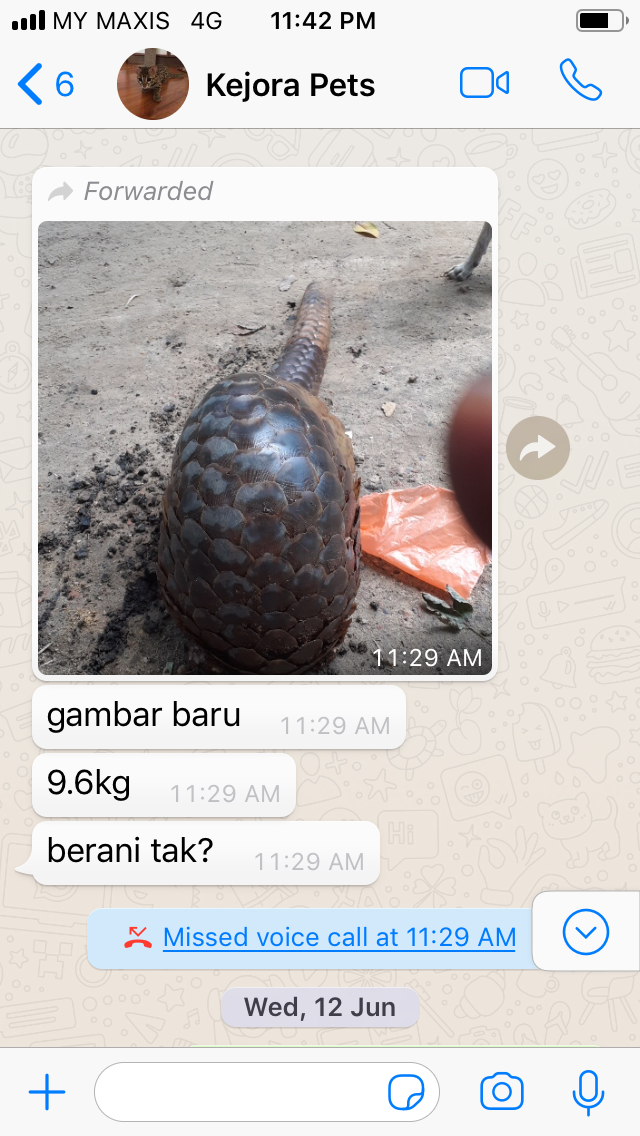 MY MAXIS 4G 11:42 PM
6 Kejora Pets
Forwarded
11:29 AM
gambar baru 11:29 AM
9.6kg 11:29 AM
berani tak? 11:29 AM
Missed voice call at 11:29 AM
Wed, 12 Jun